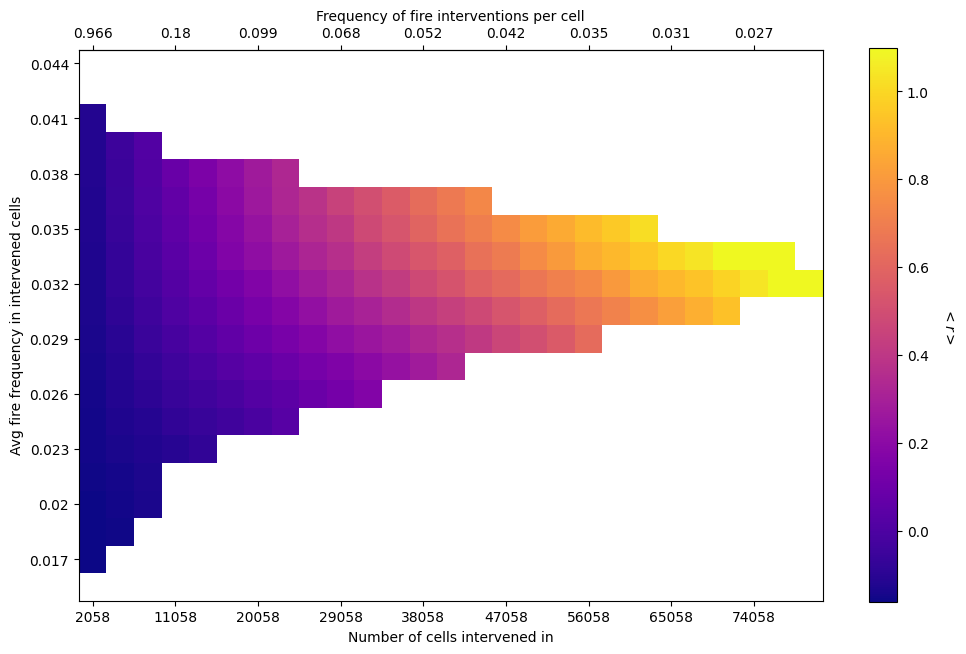 Frequency of fire interventions per cell
0.966 0.18 0.099 0.068 0.052 0.042 0.035 0.031 0.027
Avg fire frequency in intervened cells
0.044
0.041
0.038
0.035
0.032
0.029
0.026
0.023
0.02
0.017
2058 11058 20058 29058 38058 47058 56058 65058 74058
Number of cells intervened in
1.0
0.8
0.6
0.4
0.2
0.0
< r >